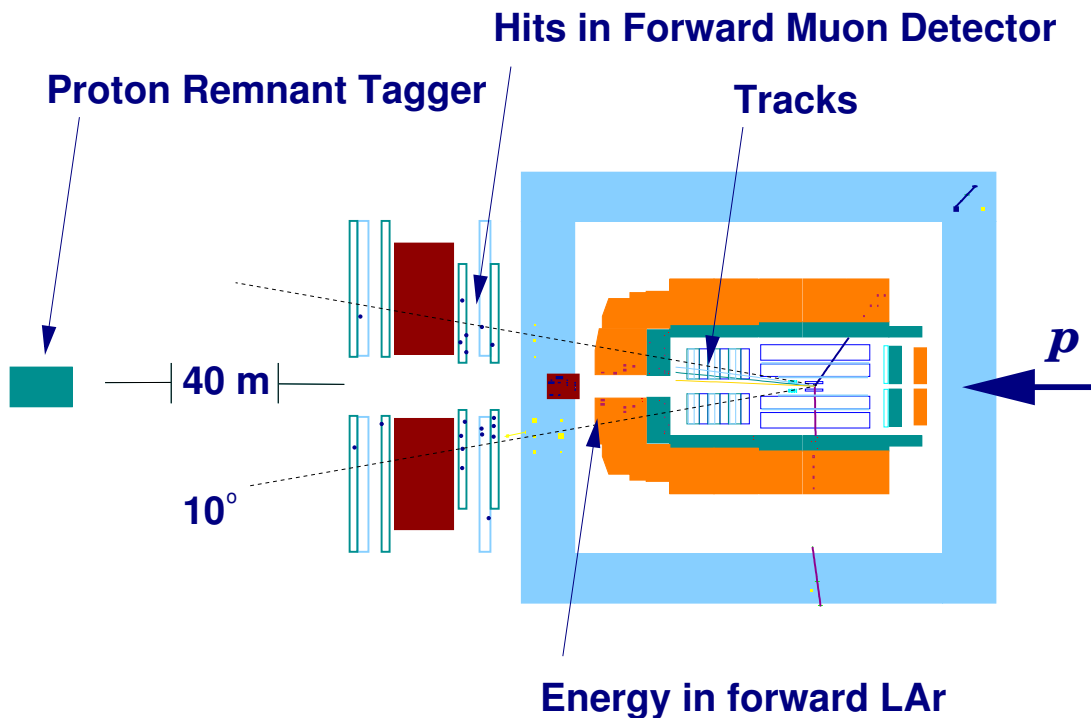 Hits in Forward Muon Detector
Proton Remnant Tagger
Tracks
p
40 m
10°
Energy in forward LAr